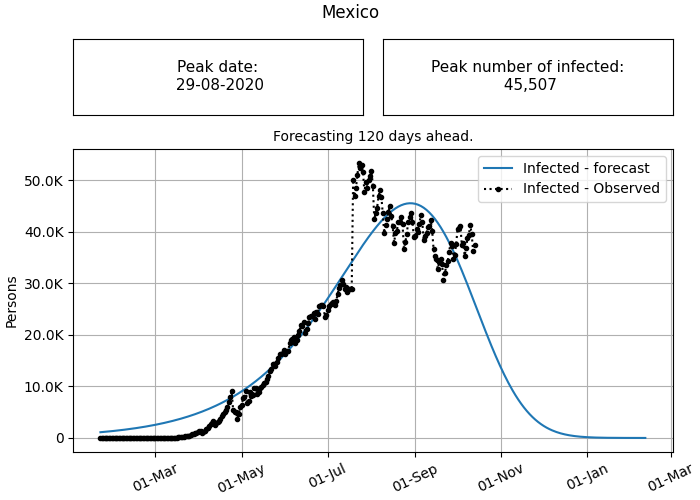 Mexico
Peak date:
29-08-2020
Peak number of infected:
45,507
Forecasting 120 days ahead.
Infected - forecast
Infected - Observed
Persons
50.0K
40.0K
30.0K
20.0K
10.0K
0
01-Mar
01-May
01-Jul
01-Sep
01-Nov
01-Jan
01-Mar